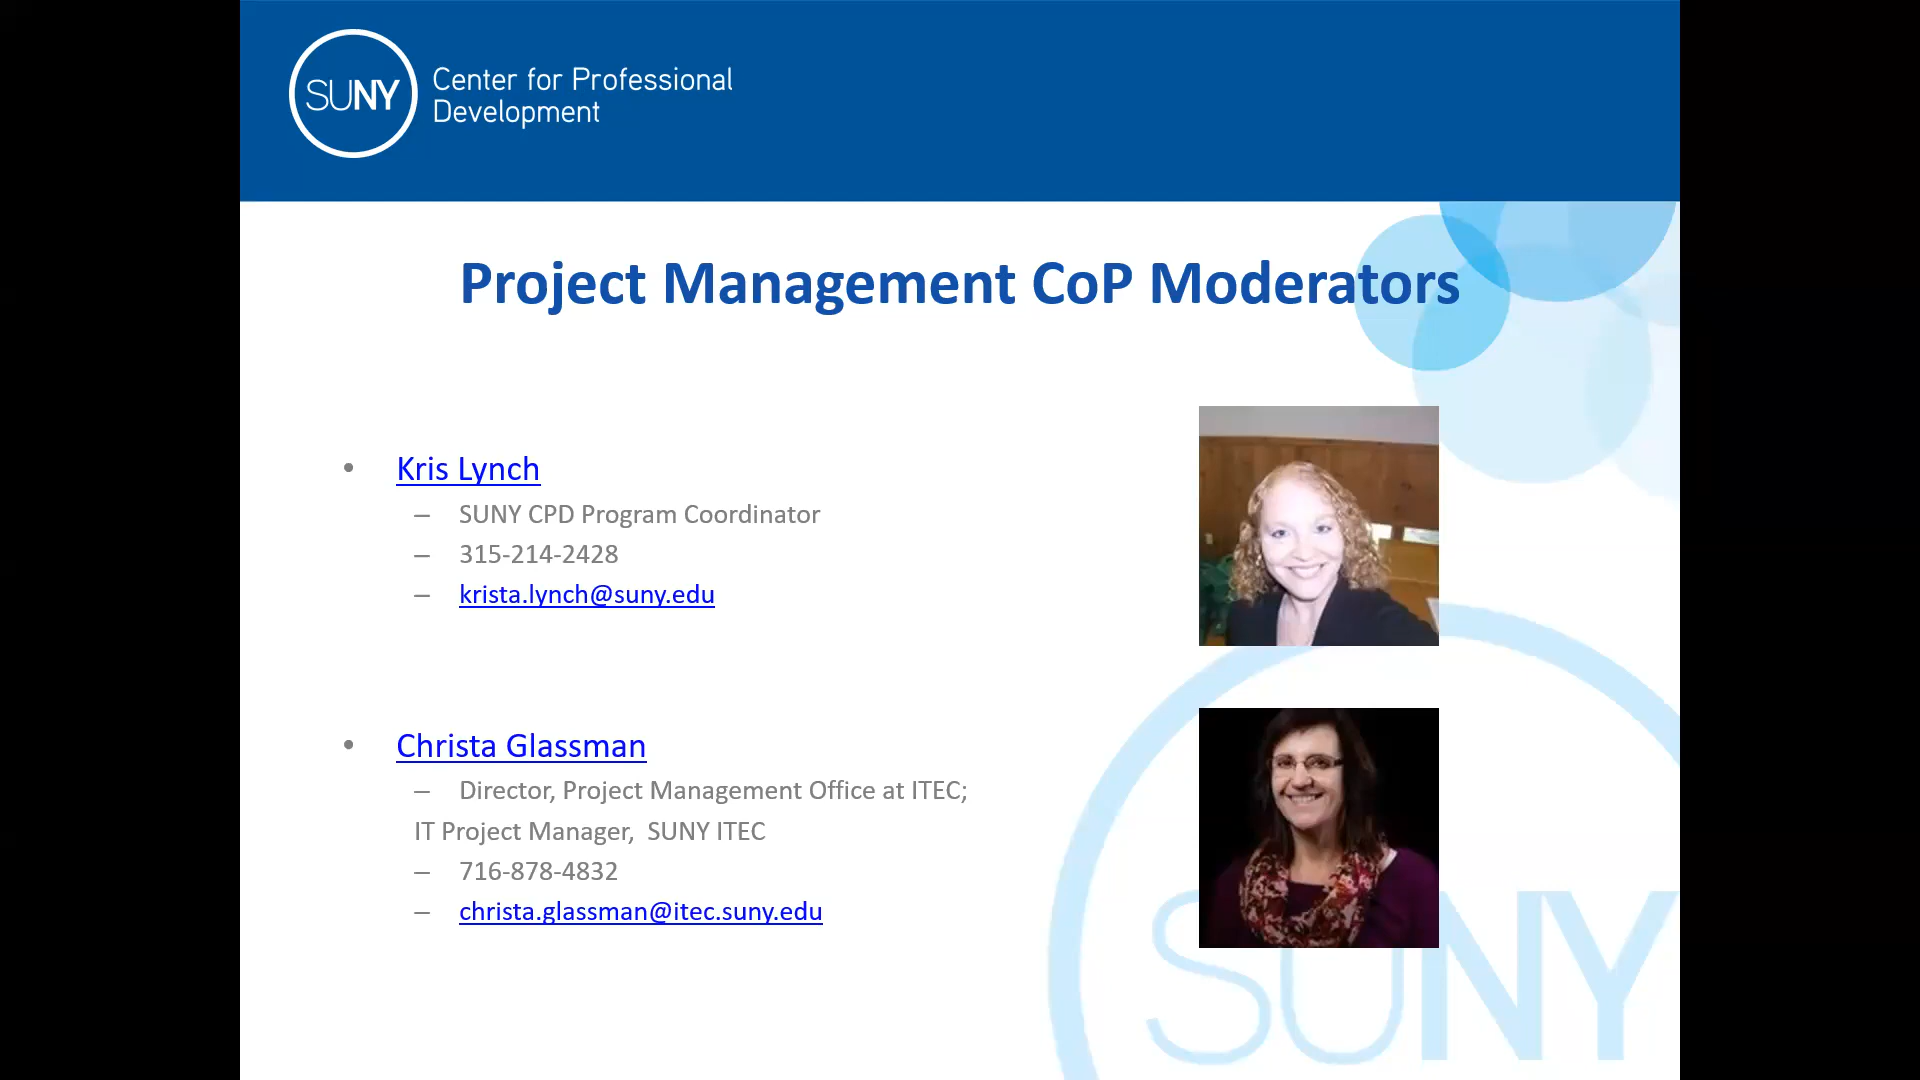 SUNY
Center for Professional
Development
Project Management CoP Moderators
• Kris Lynch
– SUNY CPD Program Coordinator
– 315-214-2428
– krista.lynch@suny.edu
• Christa Glassman
– Director, Project Management Office at ITEC;
IT Project Manager, SUNY ITEC
– 716-878-4832
– christa.glassman@itec.suny.edu
SUNY